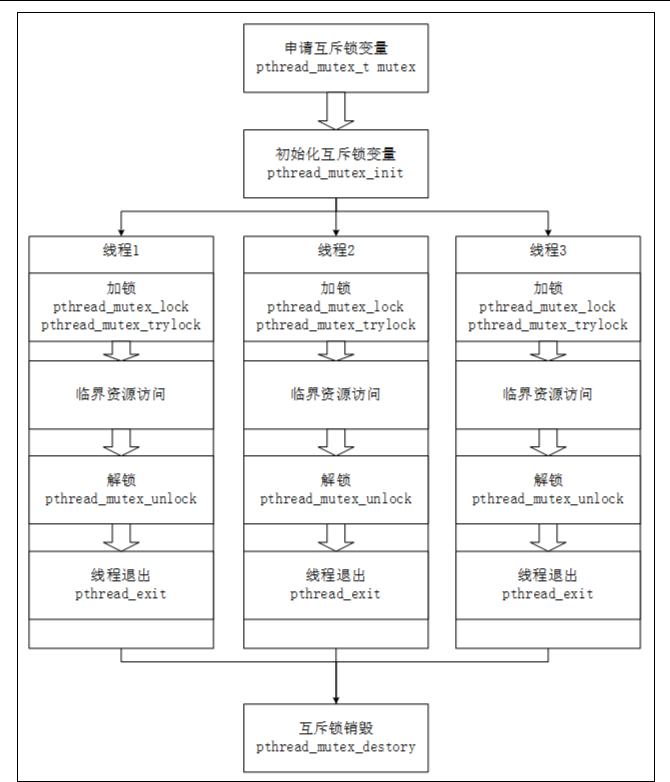 申请互斥锁变量
pthread_mutex_t mutex
初始化互斥锁变量
pthread_mutex_init
线程1
加锁
pthread_mutex_lock
pthread_mutex_trylock
临界资源访问
解锁
pthread_mutex_unlock
线程退出
pthread_exit
线程2
加锁
pthread_mutex_lock
pthread_mutex_trylock
临界资源访问
解锁
pthread_mutex_unlock
线程退出
pthread_exit
线程3
加锁
pthread_mutex_lock
pthread_mutex_trylock
临界资源访问
解锁
pthread_mutex_unlock
线程退出
pthread_exit
互斥锁销毁
pthread_mutex_destory